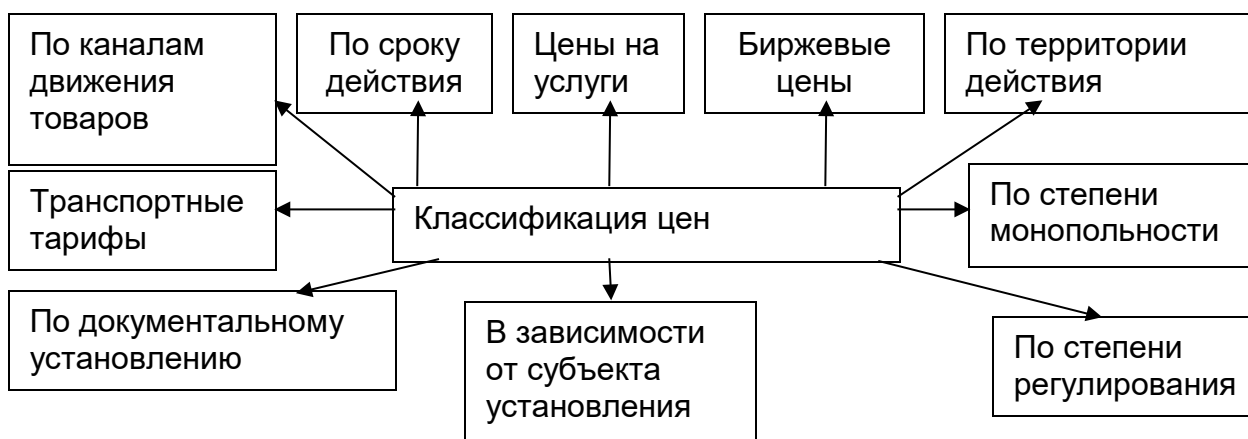 По каналам
движения
товаров
По сроку
действия
Цены на
услуги
Биржевые
цены
По территории
действия
Транспортные
тарифы
Классификация цен
По степени
монопольности
По документальному
установлению
В зависимости
от субъекта
установления
По степени
регулирования